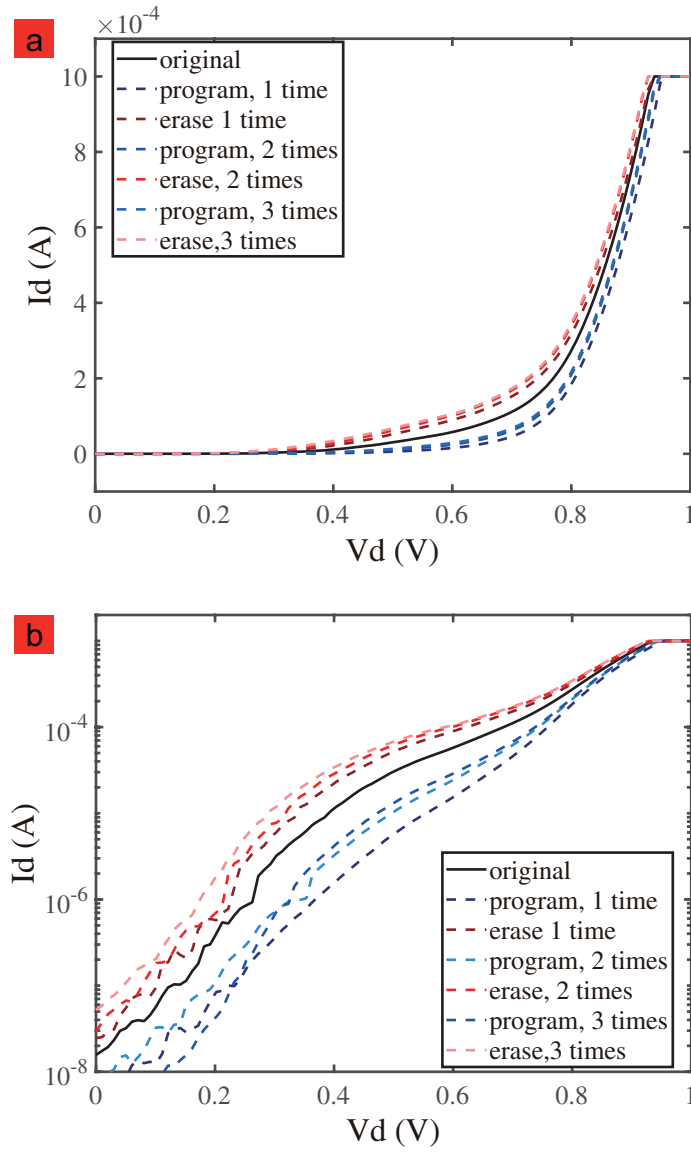 a
×10⁻⁴
original
program, 1 time
erase 1 time
program, 2 times
erase, 2 times
program, 3 times
erase,3 times
10
8
6
4
2
0
Id (A)
0 0.2 0.4 0.6 0.8 1
Vd (V)
b
10⁻⁴
10⁻⁶
10⁻⁸
Id (A)
original
program, 1 time
erase 1 time
program, 2 times
erase, 2 times
program, 3 times
erase,3 times
0 0.2 0.4 0.6 0.8 1
Vd (V)